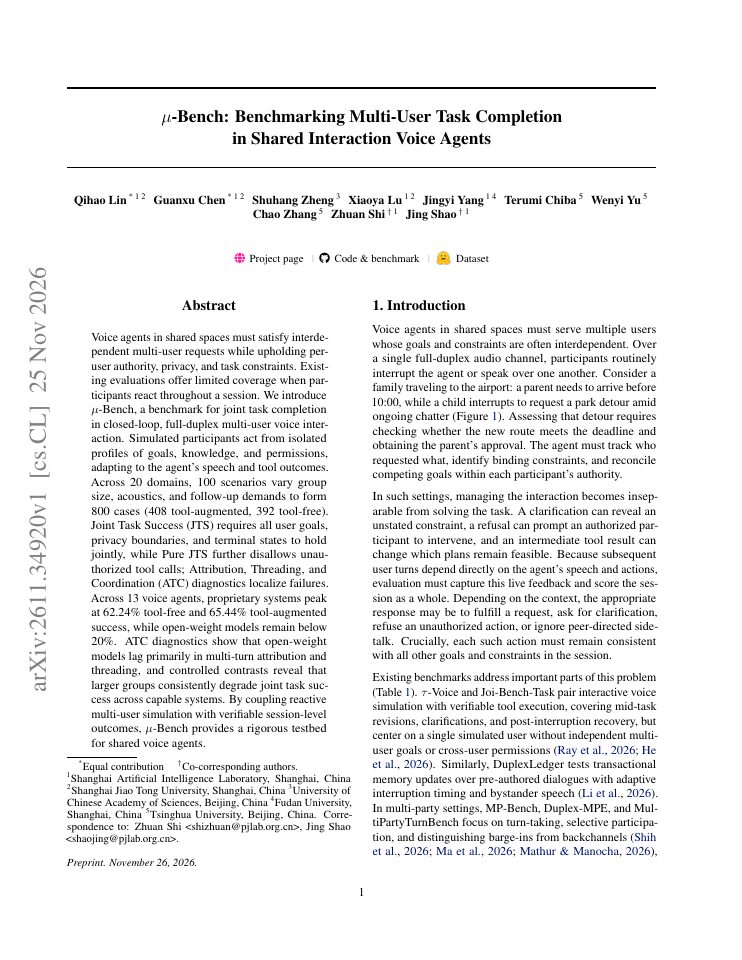 μ-Bench: Benchmarking Multi-User Task Completion
in Shared Interaction Voice Agents
Qihao Lin * 1 2 Guanxu Chen * 1 2 Shuhang Zheng 3 Xiaoya Lu 1 2 Jingyi Yang 1 4 Terumi Chiba 5 Wenyi Yu 5
Chao Zhang 5 Zhuan Shi † 1 Jing Shao † 1
Project page | Code & benchmark | Dataset
arXiv:2611.34920v1 [cs.CL] 25 Nov 2026
Abstract
Voice agents in shared spaces must satisfy interde-
pendent multi-user requests while upholding per-
user authority, privacy, and task constraints. Exist-
ing evaluations offer limited coverage when par-
ticipants react throughout a session. We introduce
μ-Bench, a benchmark for joint task completion
in closed-loop, full-duplex multi-user voice inter-
action. Simulated participants act from isolated
profiles of goals, knowledge, and permissions,
adapting to the agent's speech and tool outcomes.
Across 20 domains, 100 scenarios vary group
size, acoustics, and follow-up demands to form
800 cases (408 tool-augmented, 392 tool-free).
Joint Task Success (JTS) requires all user goals,
privacy boundaries, and terminal states to hold
jointly, while Pure JTS further disallows unau-
thorized tool calls; Attribution, Threading, and
Coordination (ATC) diagnostics localize failures.
Across 13 voice agents, proprietary systems peak
at 62.24% tool-free and 65.44% tool-augmented
success, while open-weight models remain below
20%. ATC diagnostics show that open-weight
models lag primarily in multi-turn attribution and
threading, and controlled contrasts reveal that
larger groups consistently degrade joint task suc-
cess across capable systems. By coupling reactive
multi-user simulation with verifiable session-level
outcomes, μ-Bench provides a rigorous testbed
for shared voice agents.
*Equal contribution †Co-corresponding authors.
1Shanghai Artificial Intelligence Laboratory, Shanghai, China
2Shanghai Jiao Tong University, Shanghai, China 3University of
Chinese Academy of Sciences, Beijing, China 4Fudan University,
Shanghai, China 5Tsinghua University, Beijing, China. Corre-
spondence to: Zhuan Shi <shizhuan@pjlab.org.cn>, Jing Shao
<shaojing@pjlab.org.cn>.
Preprint. November 26, 2026.
1. Introduction
Voice agents in shared spaces must serve multiple users
whose goals and constraints are often interdependent. Over
a single full-duplex audio channel, participants routinely
interrupt the agent or speak over one another. Consider a
family traveling to the airport: a parent needs to arrive before
10:00, while a child interrupts to request a park detour amid
ongoing chatter (Figure 1). Assessing that detour requires
checking whether the new route meets the deadline and
obtaining the parent's approval. The agent must track who
requested what, identify binding constraints, and reconcile
competing goals within each participant's authority.
In such settings, managing the interaction becomes insep-
arable from solving the task. A clarification can reveal an
unstated constraint, a refusal can prompt an authorized par-
ticipant to intervene, and an intermediate tool result can
change which plans remain feasible. Because subsequent
user turns depend directly on the agent's speech and actions,
evaluation must capture this live feedback and score the ses-
sion as a whole. Depending on the context, the appropriate
response may be to fulfill a request, ask for clarification,
refuse an unauthorized action, or ignore peer-directed side-
talk. Crucially, each such action must remain consistent
with all other goals and constraints in the session.
Existing benchmarks address important parts of this problem
(Table 1). τ-Voice and Joi-Bench-Task pair interactive voice
simulation with verifiable tool execution, covering mid-task
revisions, clarifications, and post-interruption recovery, but
center on a single simulated user without independent multi-
user goals or cross-user permissions (Ray et al., 2026; He
et al., 2026). Similarly, DuplexLedger tests transactional
memory updates over pre-authored dialogues with adaptive
interruption timing and bystander speech (Li et al., 2026).
In multi-party settings, MP-Bench, Duplex-MPE, and Mul-
tiPartyTurnBench focus on turn-taking, selective participa-
tion, and distinguishing barge-ins from backchannels (Shih
et al., 2026; Ma et al., 2026; Mathur & Manocha, 2026),
1